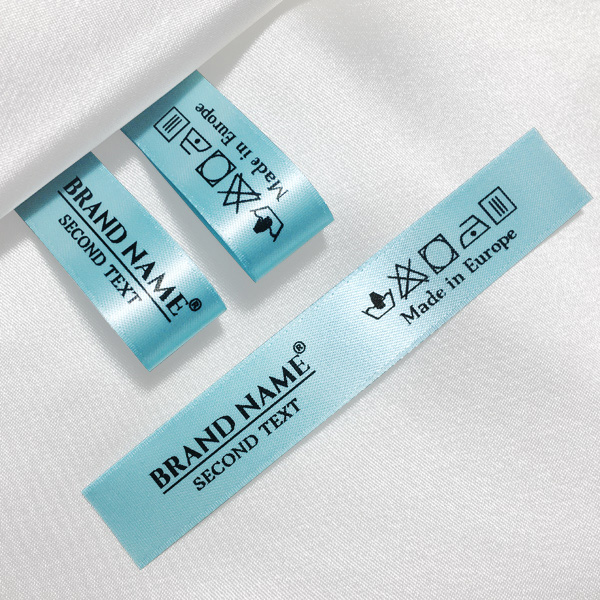 BRAND NAME®
SECOND TEXT
Made in Europe
BRAND NAME®
SECOND TEXT
Made in Europe